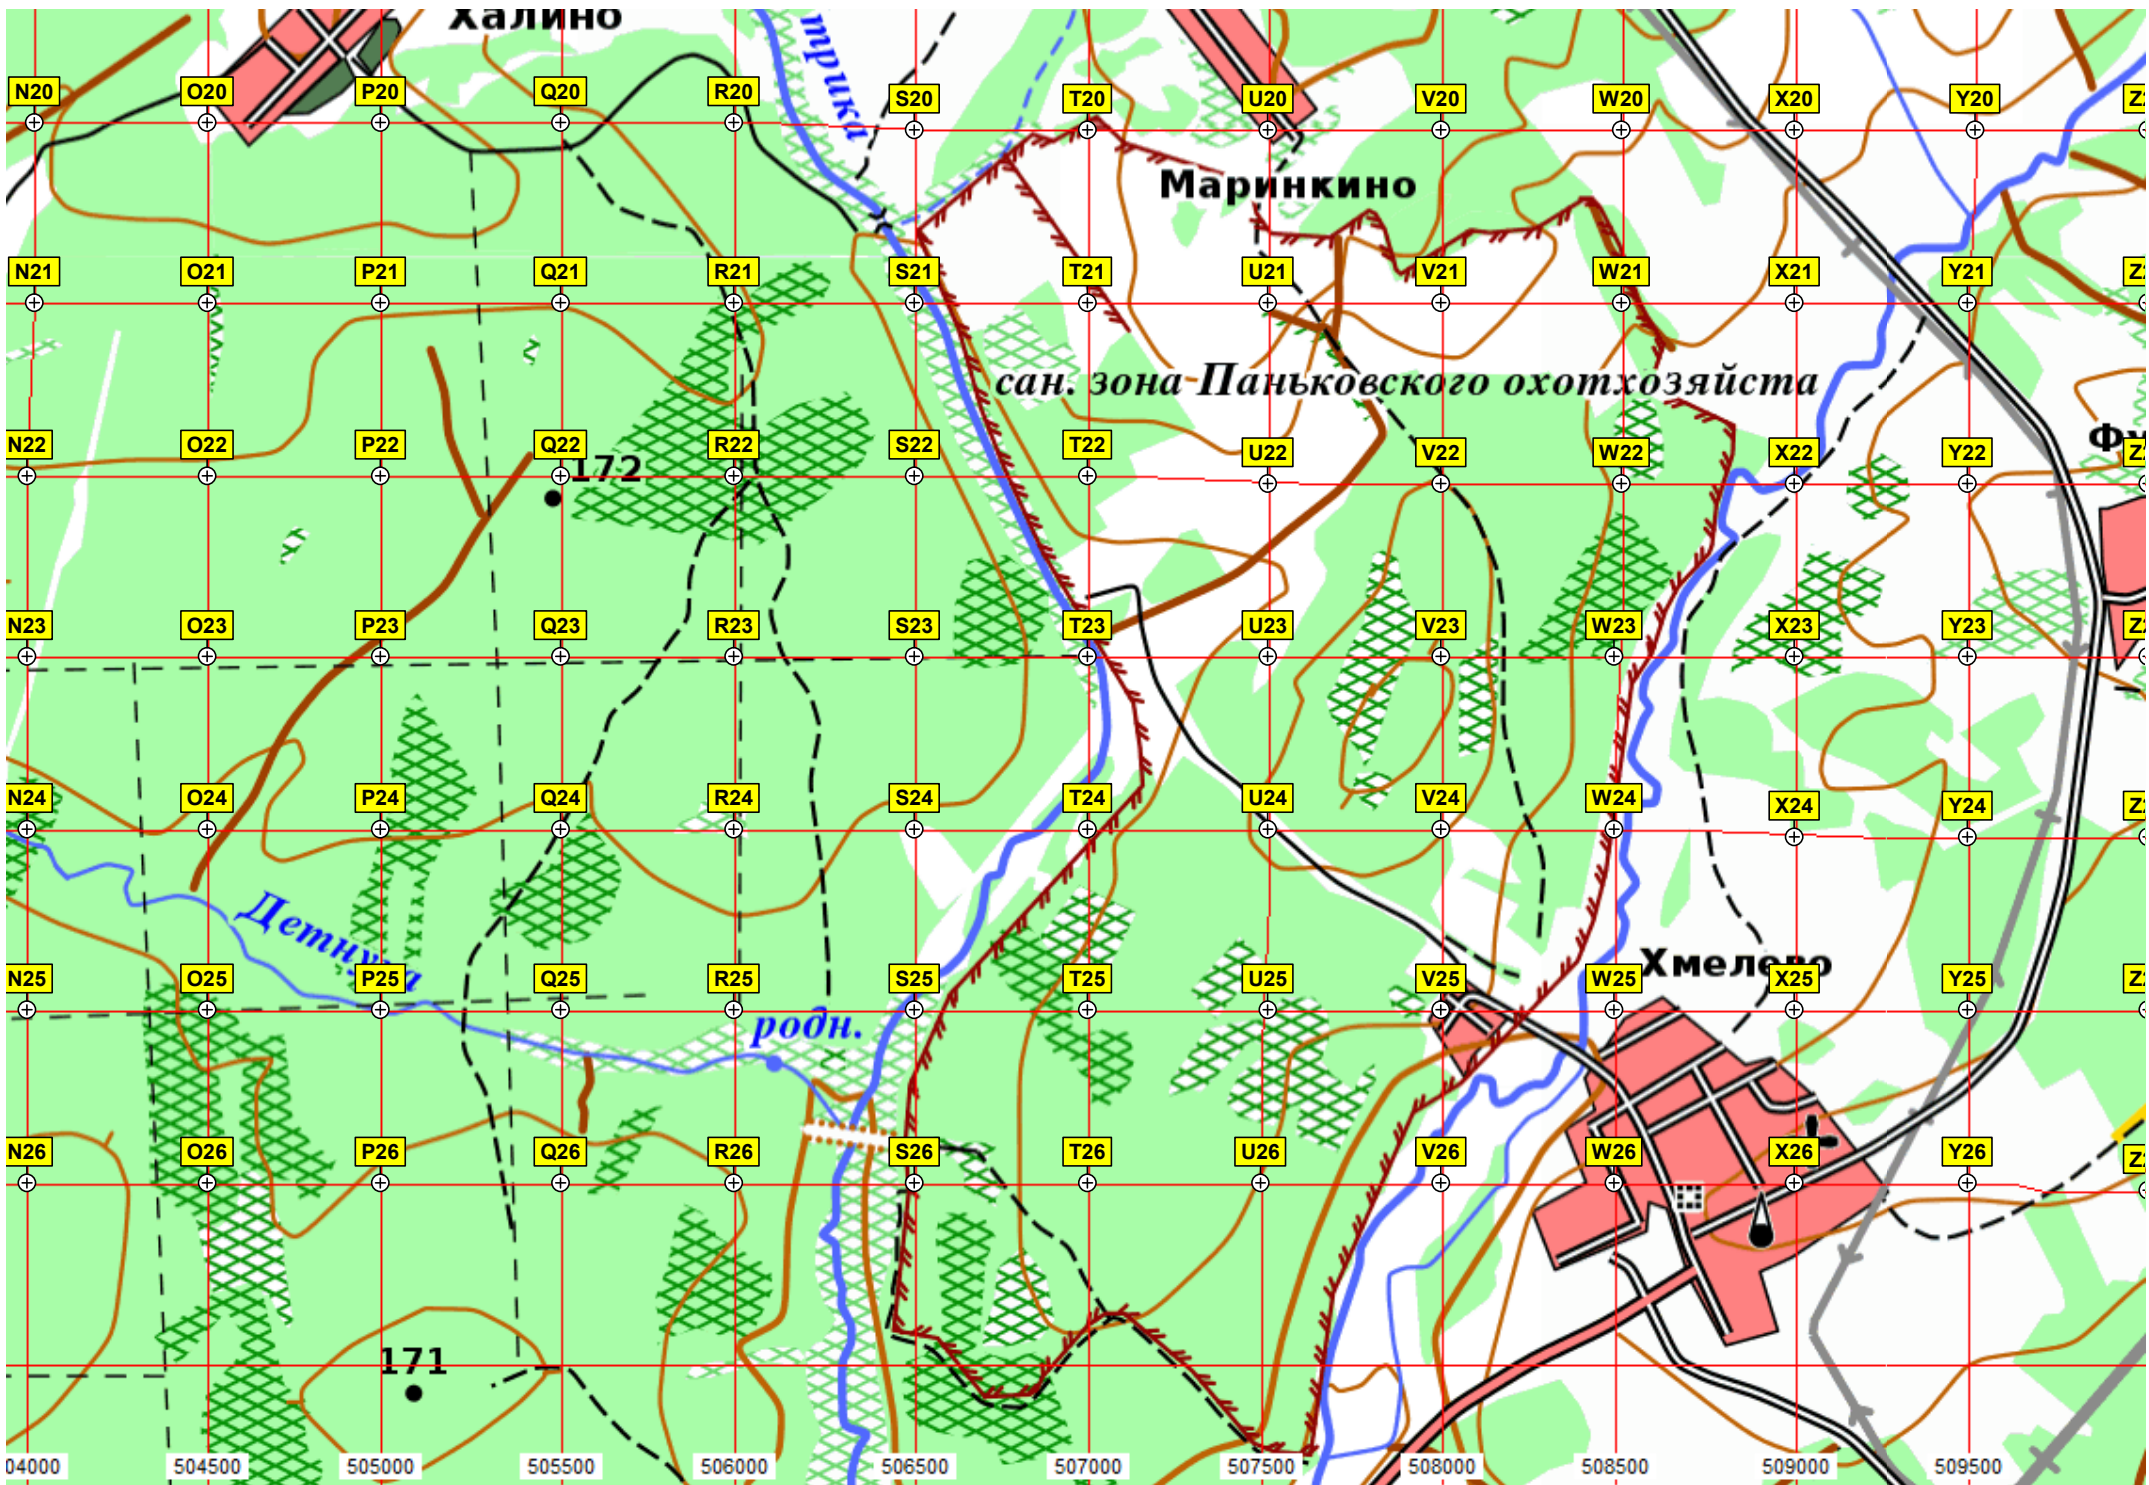 Халино
трика
N20 O20 P20 Q20 R20 S20 T20 U20 V20 W20 X20 Y20
Маринкино
N21 O21 P21 Q21 R21 S21 T21 U21 V21 W21 X21 Y21
сан. зона Паньковского охотхозяйста
N22 O22 P22 Q22 R22 S22 T22 U22 V22 W22 X22 Y22
172
N23 O23 P23 Q23 R23 S23 T23 U23 V23 W23 X23 Y23
N24 O24 P24 Q24 R24 S24 T24 U24 V24 W24 X24 Y24
Хмелево
N25 O25 P25 Q25 R25 S25 T25 U25 V25 W25 X25 Y25
родн.
N26 O26 P26 Q26 R26 S26 T26 U26 V26 W26 X26 Y26
171
04000 504500 505000 505500 506000 506500 507000 507500 508000 508500 509000 509500